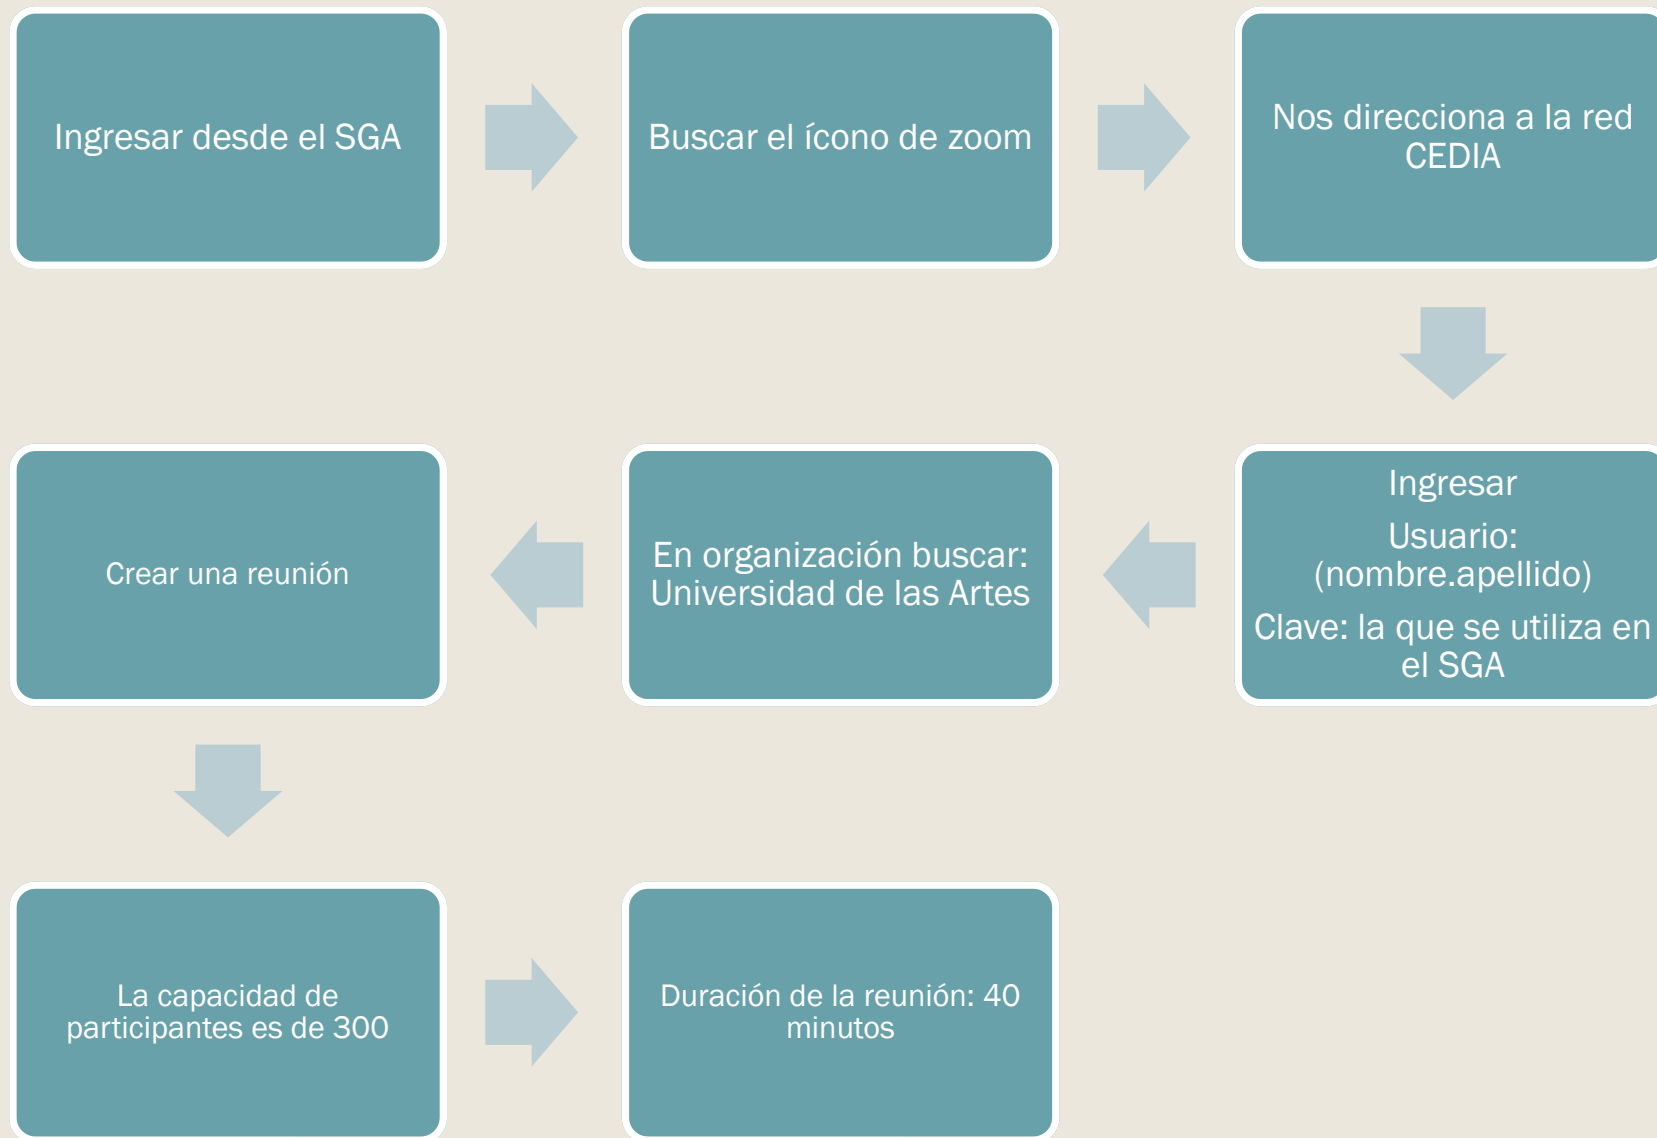 Ingresar desde el SGA
Buscar el ícono de zoom
Nos direcciona a la red
CEDIA
Ingresar
Usuario:
(nombre.apellido)
Clave: la que se utiliza en
el SGA
En organización buscar:
Universidad de las Artes
Crear una reunión
La capacidad de
participantes es de 300
Duración de la reunión: 40
minutos